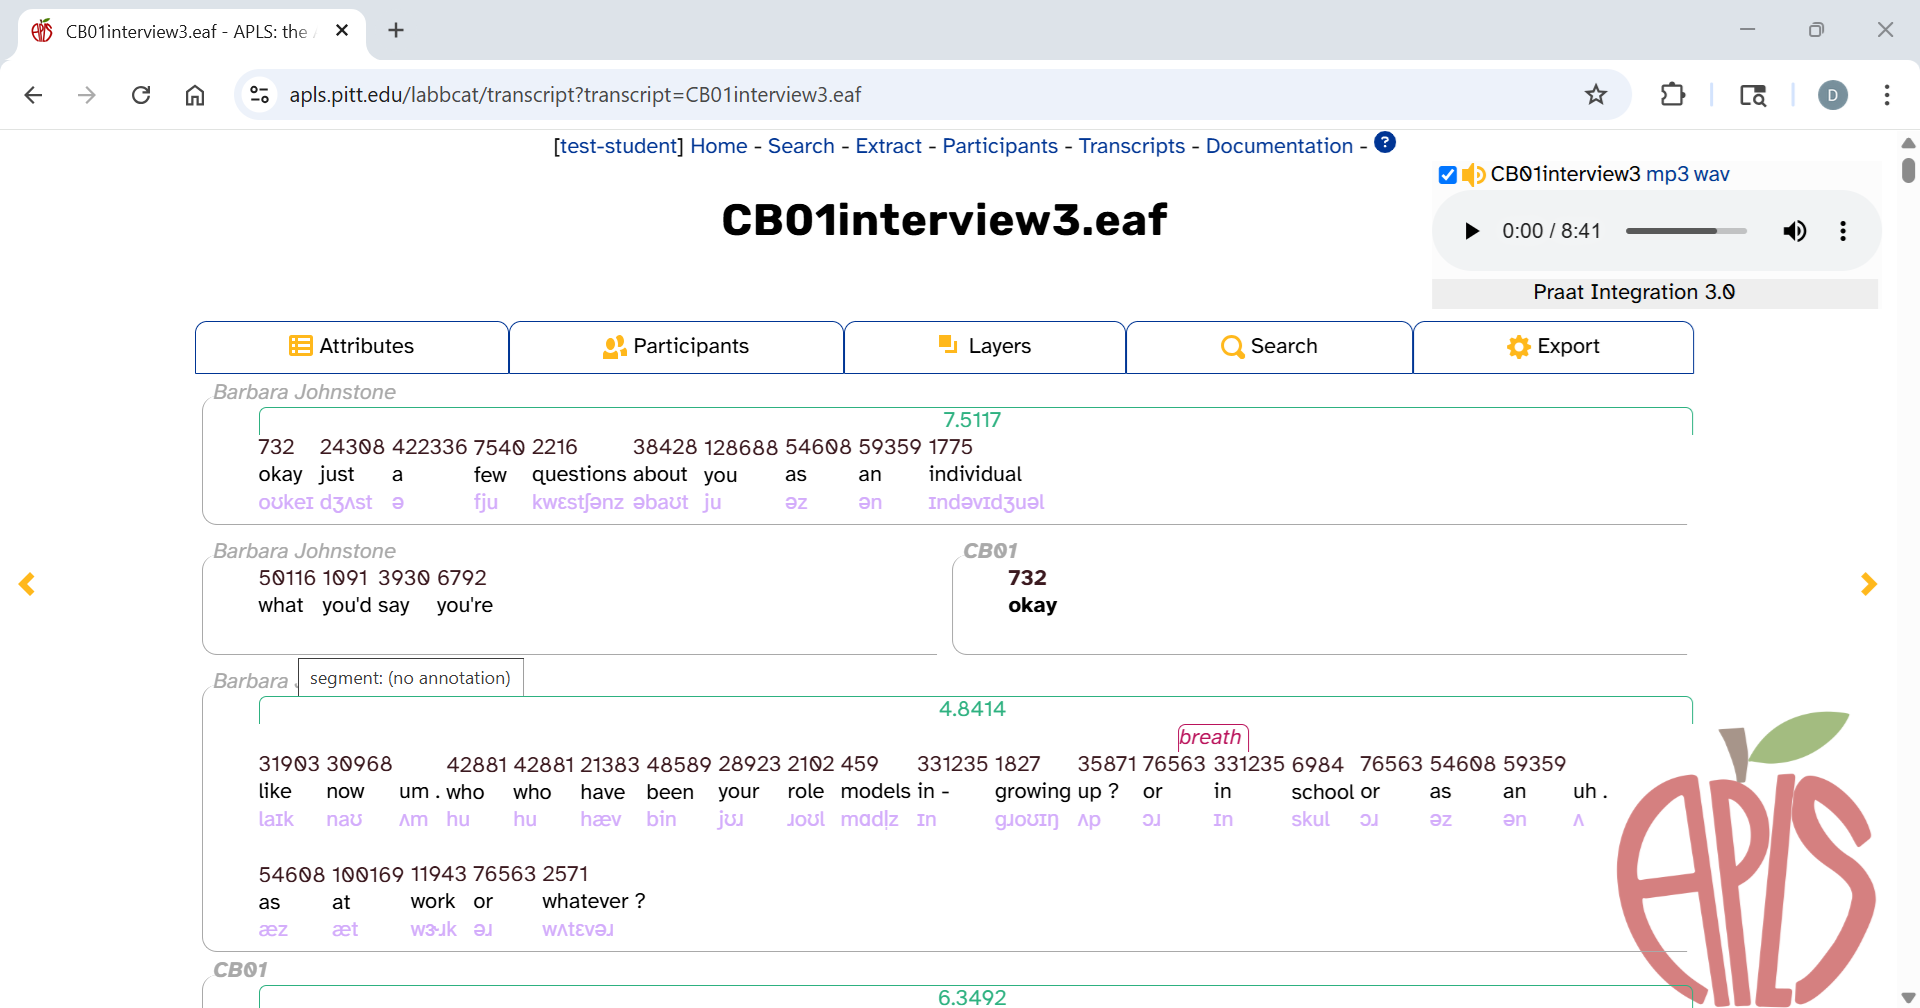 CB01interview3.eaf - APLS: the
apls.pitt.edu/labbcat/transcript?transcript=CB01interview3.eaf
D
[test-student] Home - Search - Extract - Participants - Transcripts - Documentation - ?
CB01interview3 mp3 wav
CB01interview3.eaf
0:00 / 8:41
Praat Integration 3.0
Attributes Participants Layers Search Export
Barbara Johnstone
7.5117
732 24308 422336 7540 2216 38428 128688 54608 59359 1775
okay just a few questions about you as an individual
oʊkeɪ dʒʌst ə fju kwɛstʃənz əbaʊt ju əz ən ɪndəvɪdʒuəl
Barbara Johnstone
50116 1091 3930 6792
what you'd say you're
CB01
732
okay
Barbara
segment: (no annotation)
4.8414
breath
31903 30968 42881 42881 21383 48589 28923 2102 459 331235 1827 35871 76563 331235 6984 76563 54608 59359
like now um . who who have been your role models in - growing up ? or in school or as an uh .
laɪk naʊ ʌm hu hu hæv bin jʊɹ ɹoʊl mɑdl̩z ɪn gɹoʊɪŋ ʌp ɔɹ ɪn skul ɔɹ əz ən ʌ
54608 100169 11943 76563 2571
as at work or whatever ?
æz æt wɝɹk əɹ wʌtɛvəɹ
CB01
6.3492
APLS